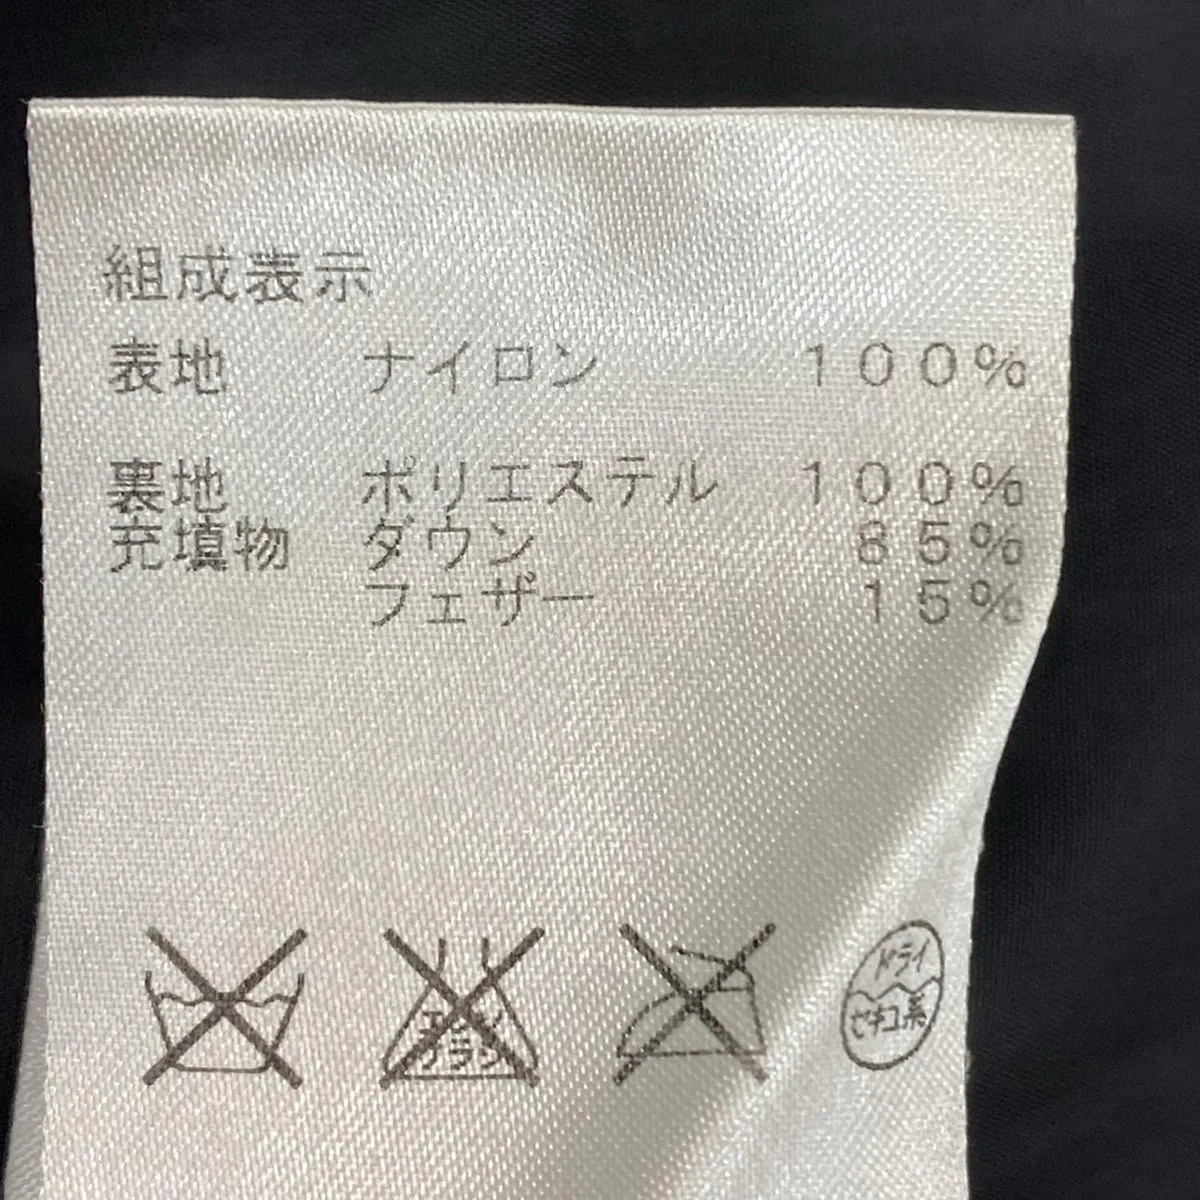 組成表示
表地 ナイロン 100%
裏地 ポリエステル 100%
充填物 ダウン 85%
フェザー 15%
エンソ
サラシ
ドライ
セキユ系